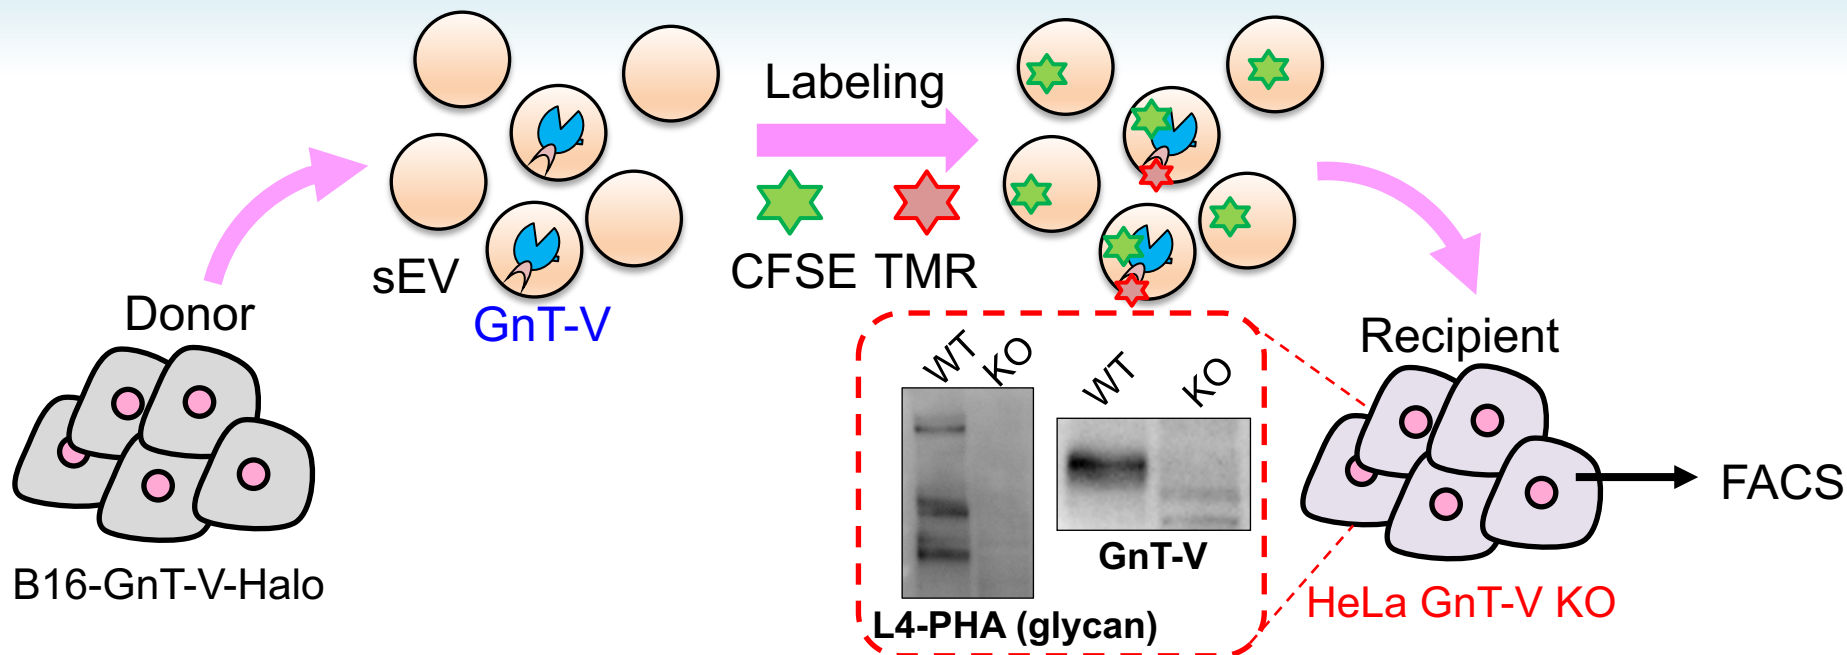 Labeling
sEV
GnT-V
CFSE TMR
Donor
B16-GnT-V-Halo
WT KO
L4-PHA (glycan)
WT KO
GnT-V
Recipient
FACS
HeLa GnT-V KO